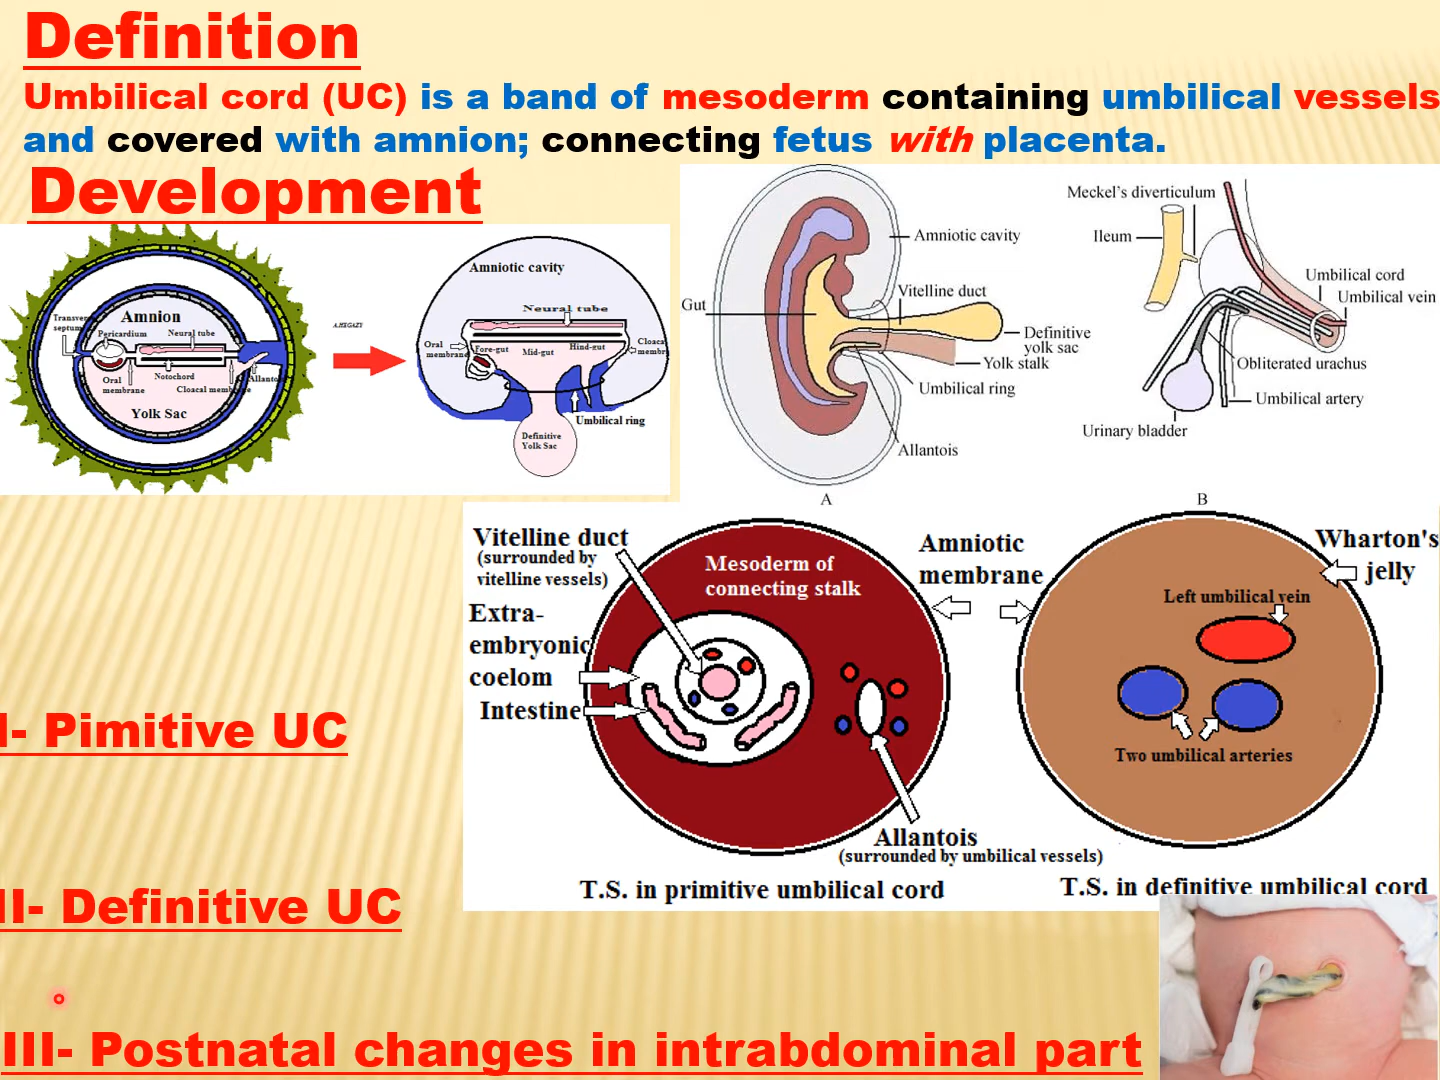 Definition
Umbilical cord (UC) is a band of mesoderm containing umbilical vessels
and covered with amnion; connecting fetus with placenta.
Development
Amnion
Transver
septum
Pericardium
Neural tube
Oral
membrane
Notochord
Cloacal membrane
Allantois
Yolk Sac
A.HEGAZI
Amniotic cavity
Neural tube
Oral
membrane
Fore-gut
Mid-gut
Hind-gut
Cloaca
membr
Umbilical ring
Definitive
Yolk Sac
Gut
Amniotic cavity
Vitelline duct
Definitive
yolk sac
Yolk stalk
Umbilical ring
Allantois
A
Meckel's diverticulum
Ileum
Umbilical cord
Umbilical vein
Obliterated urachus
Umbilical artery
Urinary bladder
B
Vitelline duct
(surrounded by
vitelline vessels)
Extra-
embryonic
coelom
Intestine
Mesoderm of
connecting stalk
Amniotic
membrane
Allantois
(surrounded by umbilical vessels)
T.S. in primitive umbilical cord
Wharton's
jelly
Left umbilical vein
Two umbilical arteries
T.S. in definitive umbilical cord
I- Pimitive UC
II- Definitive UC
III- Postnatal changes in intrabdominal part